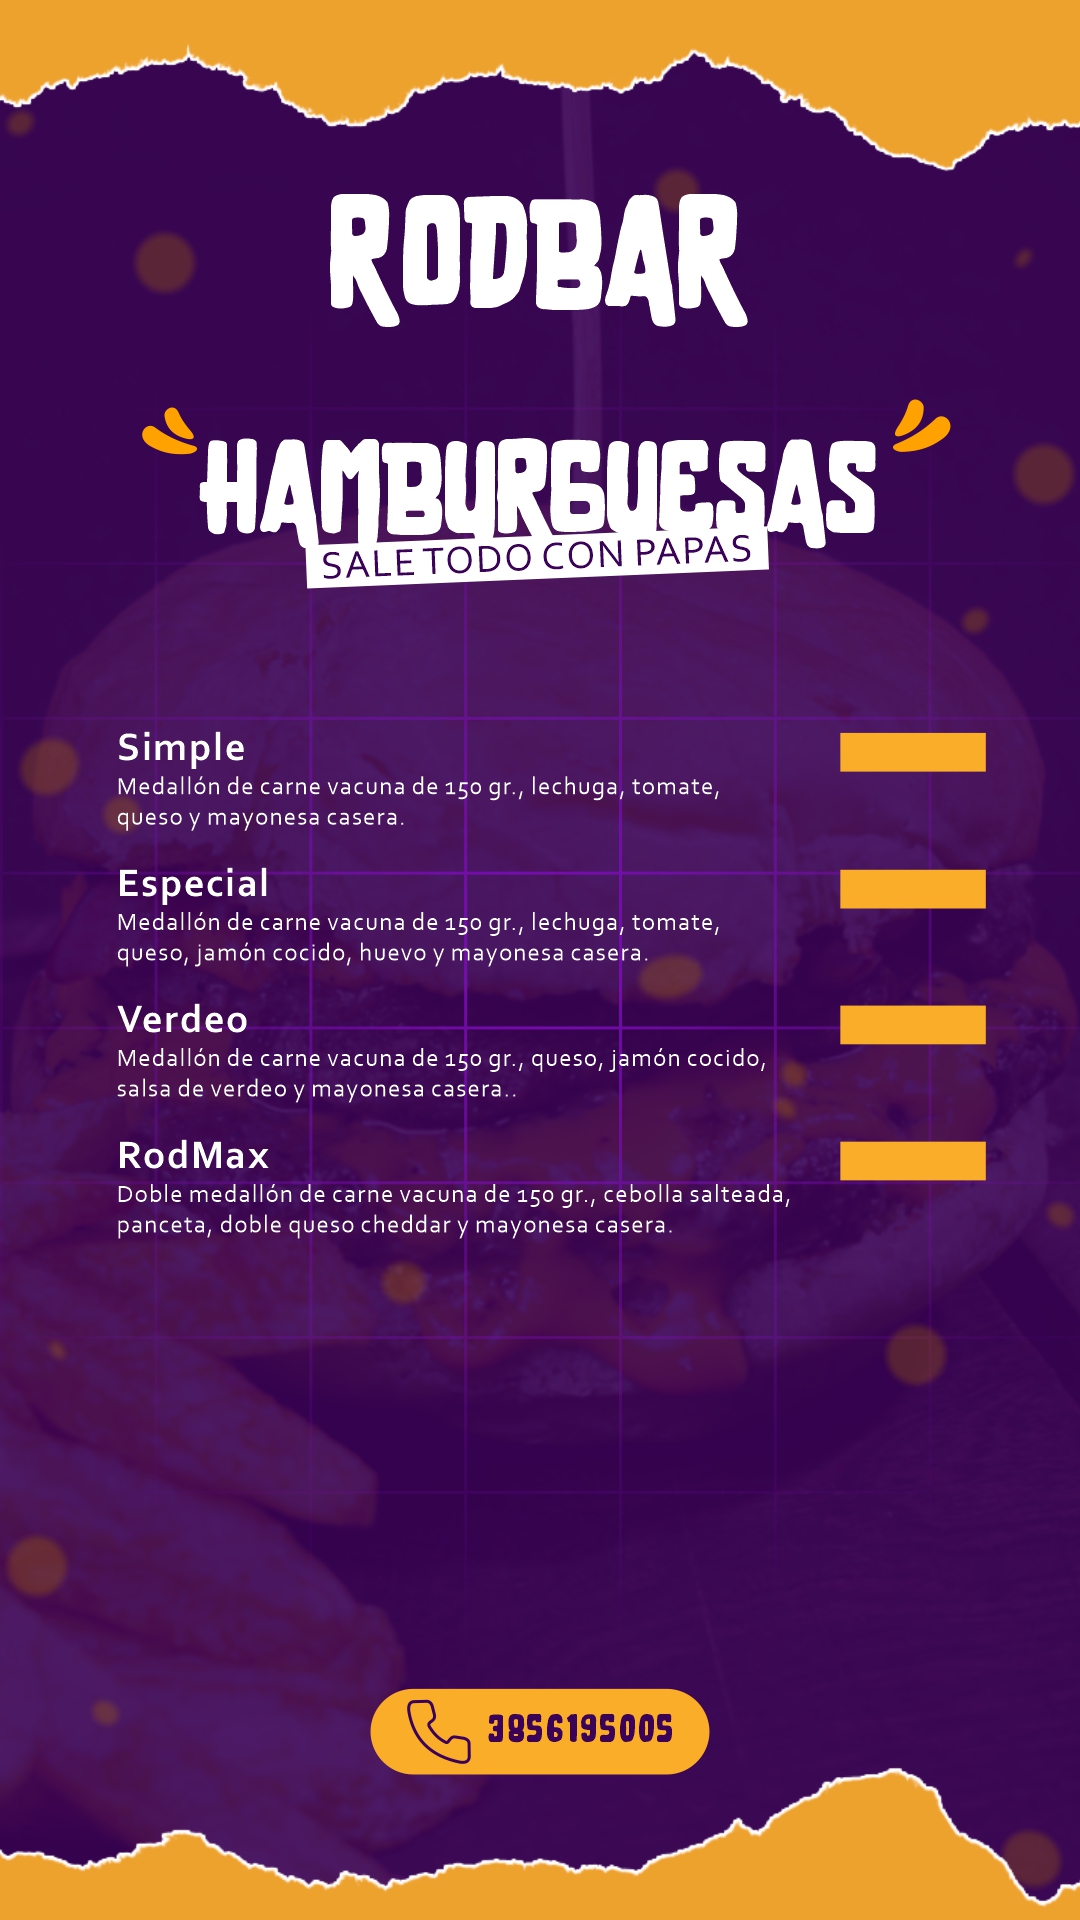 RODBAR
HAMBURGUESAS
SALE TODO CON PAPAS
Simple
Medallón de carne vacuna de 150 gr., lechuga, tomate,
queso y mayonesa casera.
Especial
Medallón de carne vacuna de 150 gr., lechuga, tomate,
queso, jamón cocido, huevo y mayonesa casera.
Verdeo
Medallón de carne vacuna de 150 gr., queso, jamón cocido,
salsa de verdeo y mayonesa casera..
RodMax
Doble medallón de carne vacuna de 150 gr., cebolla salteada,
panceta, doble queso cheddar y mayonesa casera.
3856195005